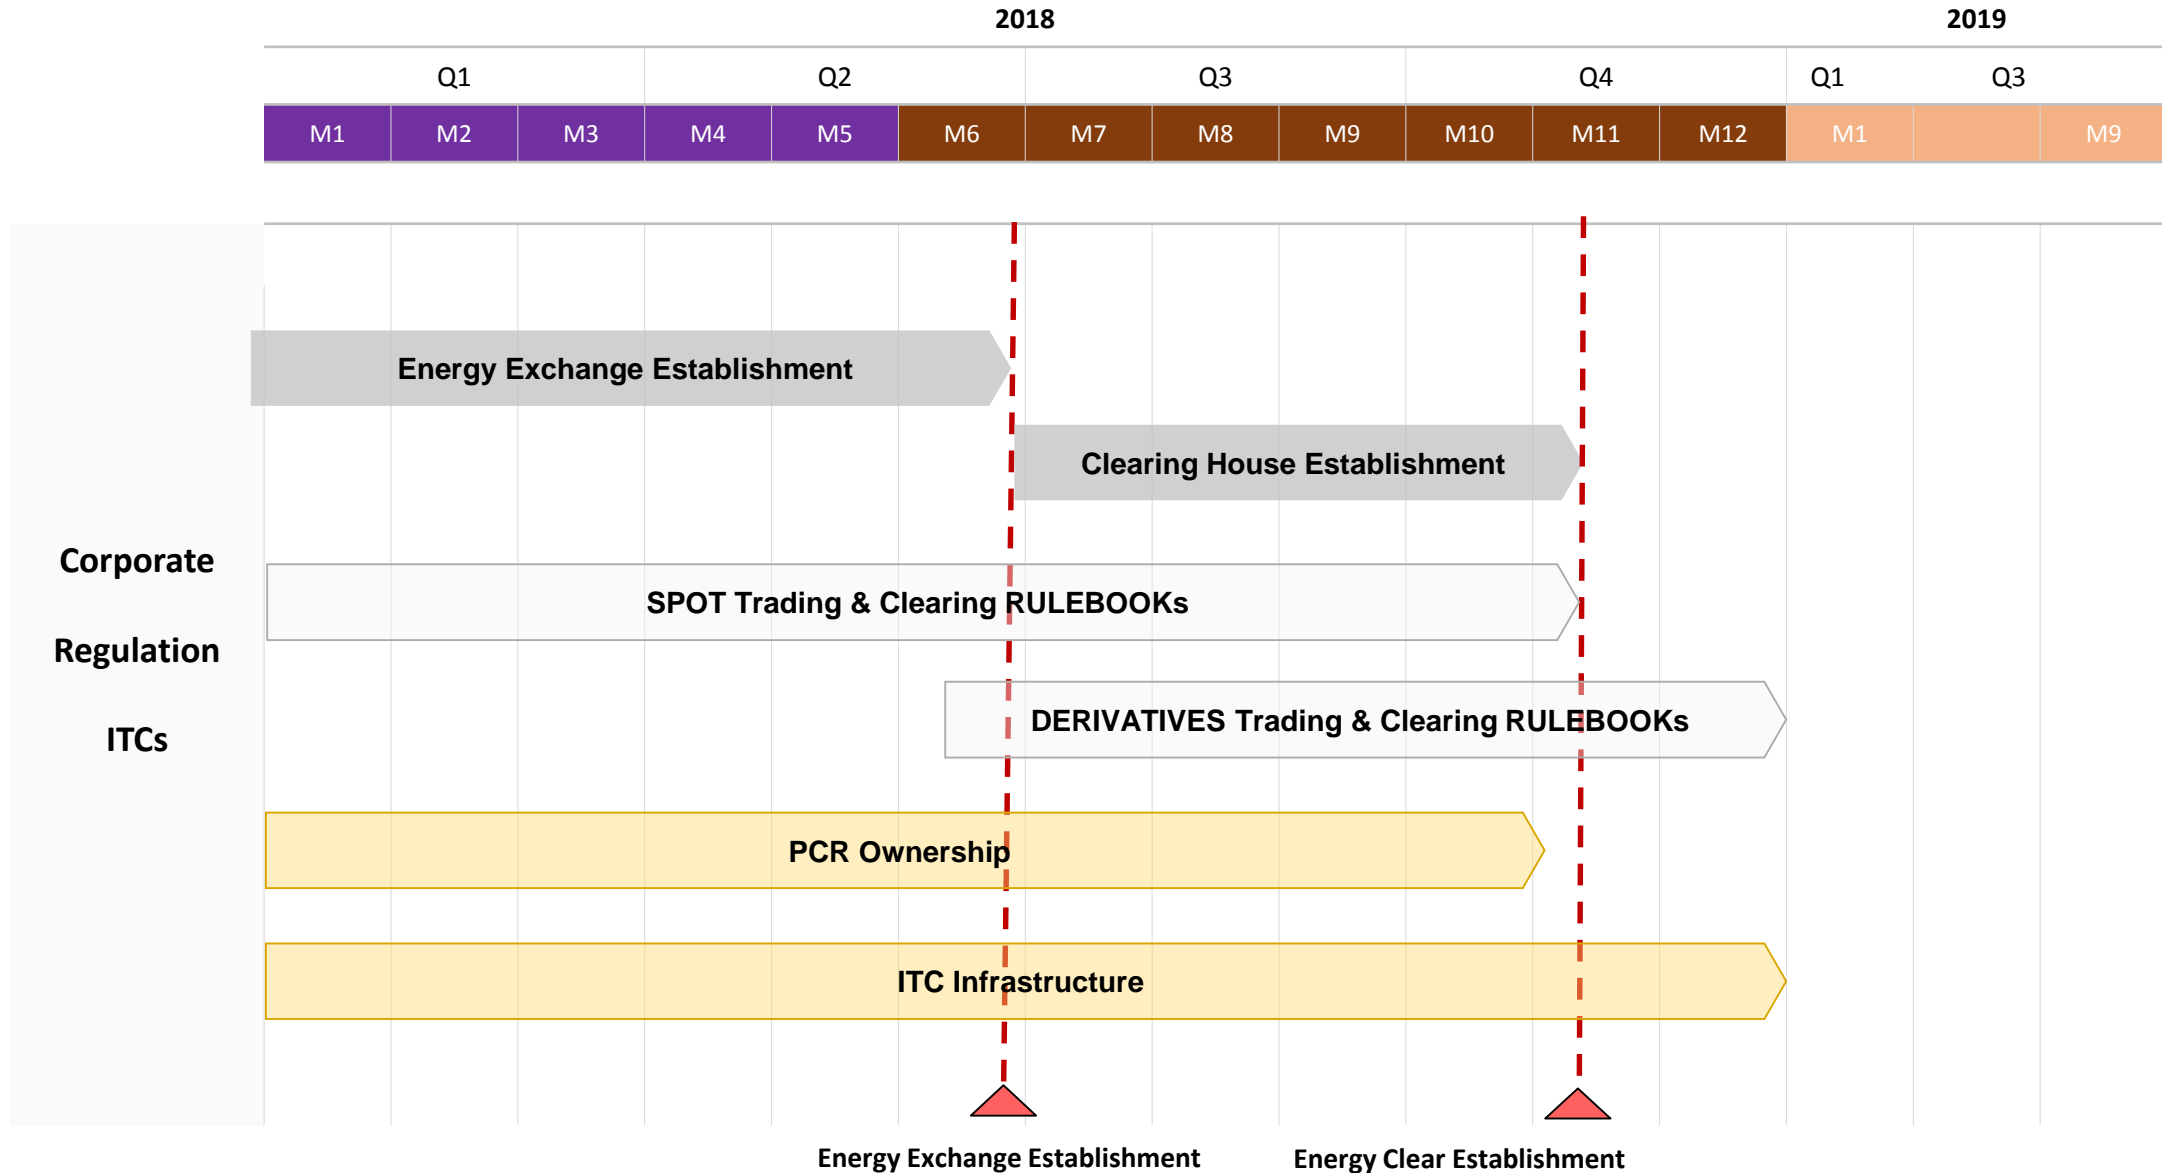 2018 2019
Q1 Q2 Q3 Q4 Q1 Q3
M1 M2 M3 M4 M5 M6 M7 M8 M9 M10 M11 M12 M1 M9
Energy Exchange Establishment
Clearing House Establishment
Corporate
Regulation
ITCs
SPOT Trading & Clearing RULEBOOKs
DERIVATIVES Trading & Clearing RULEBOOKs
PCR Ownership
ITC Infrastructure
Energy Exchange Establishment Energy Clear Establishment